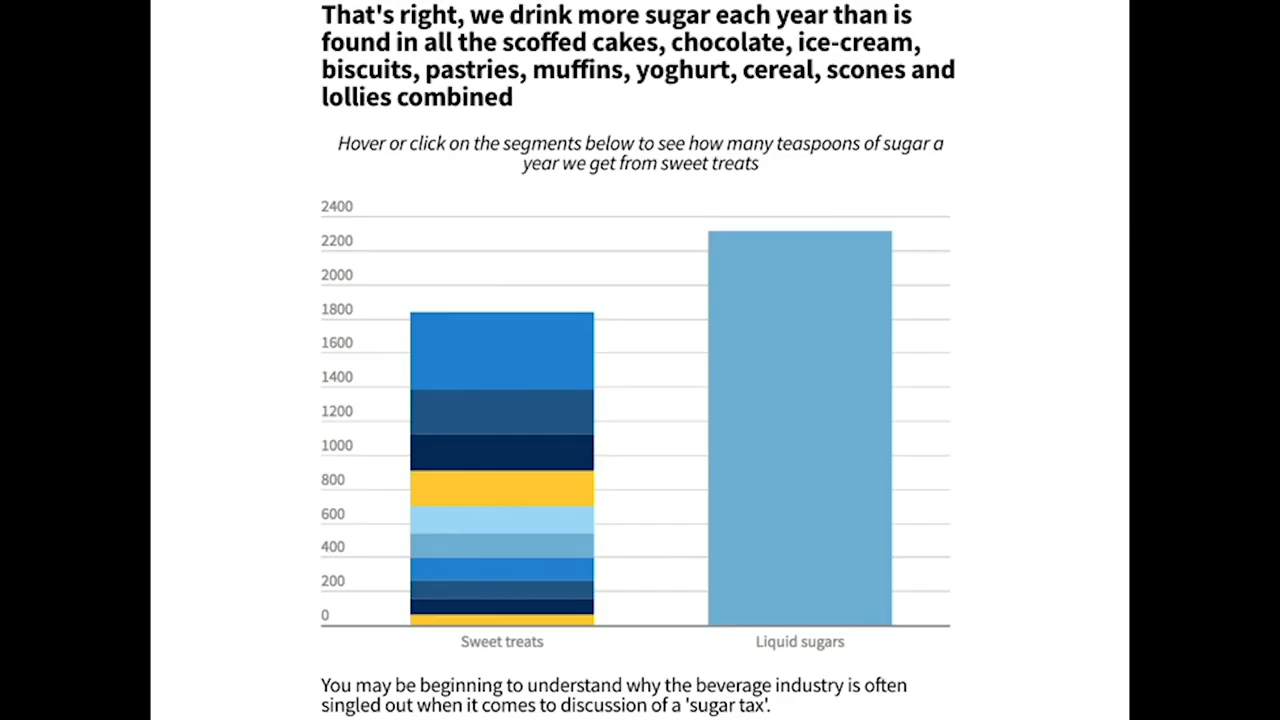 That's right, we drink more sugar each year than is
found in all the scoffed cakes, chocolate, ice-cream,
biscuits, pastries, muffins, yoghurt, cereal, scones and
lollies combined
Hover or click on the segments below to see how many teaspoons of sugar a
year we get from sweet treats
2400
2200
2000
1800
1600
1400
1200
1000
800
600
400
200
0
Sweet treats
Liquid sugars
You may be beginning to understand why the beverage industry is often
singled out when it comes to discussion of a 'sugar tax'.